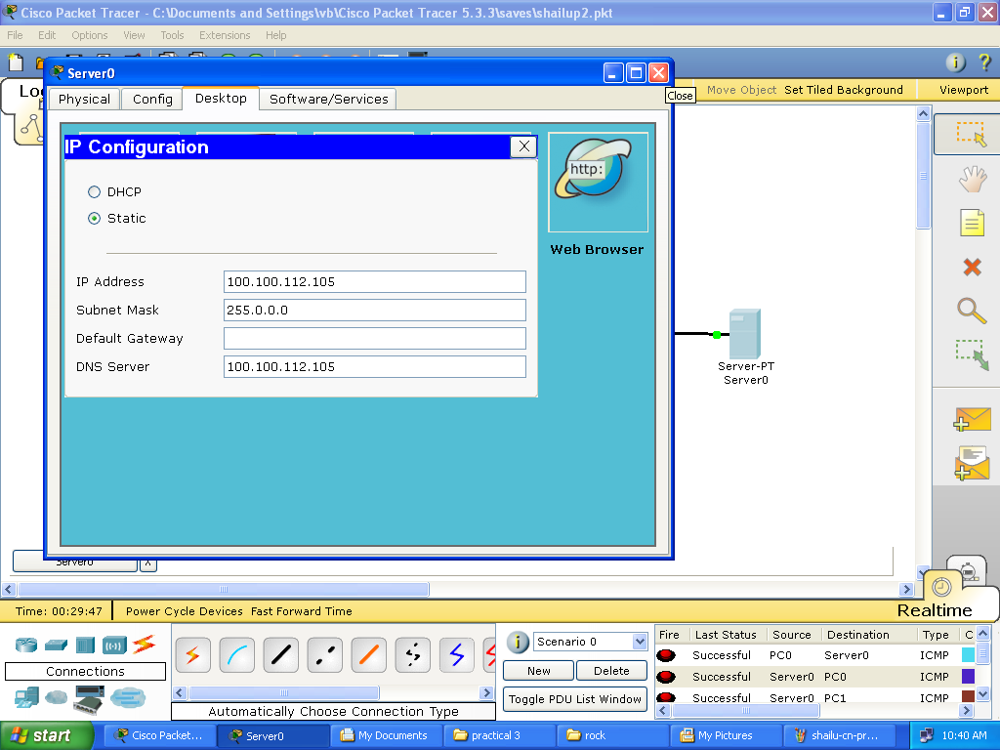 Cisco Packet Tracer - C:\Documents and Settings\vb\Cisco Packet Tracer 5.3.3\saves\shailup2.pkt
File Edit Options View Tools Extensions Help
Server0
Close
Move Object Set Tiled Background Viewport
Physical Config Desktop Software/Services
IP Configuration X
http:
Web Browser
DHCP
Static
IP Address 100.100.112.105
Subnet Mask 255.0.0.0
Default Gateway
DNS Server 100.100.112.105
Server-PT
Server0
Server0 X
Time: 00:29:47 Power Cycle Devices Fast Forward Time
Realtime
Connections
Automatically Choose Connection Type
Scenario 0
New Delete
Toggle PDU List Window
Fire Last Status Source Destination Type C
Successful PC0 Server0 ICMP
Successful Server0 PC0 ICMP
Successful Server0 PC1 ICMP
start Cisco Packet... Server0 My Documents practical 3 rock My Pictures shailu-cn-pr... 10:40 AM